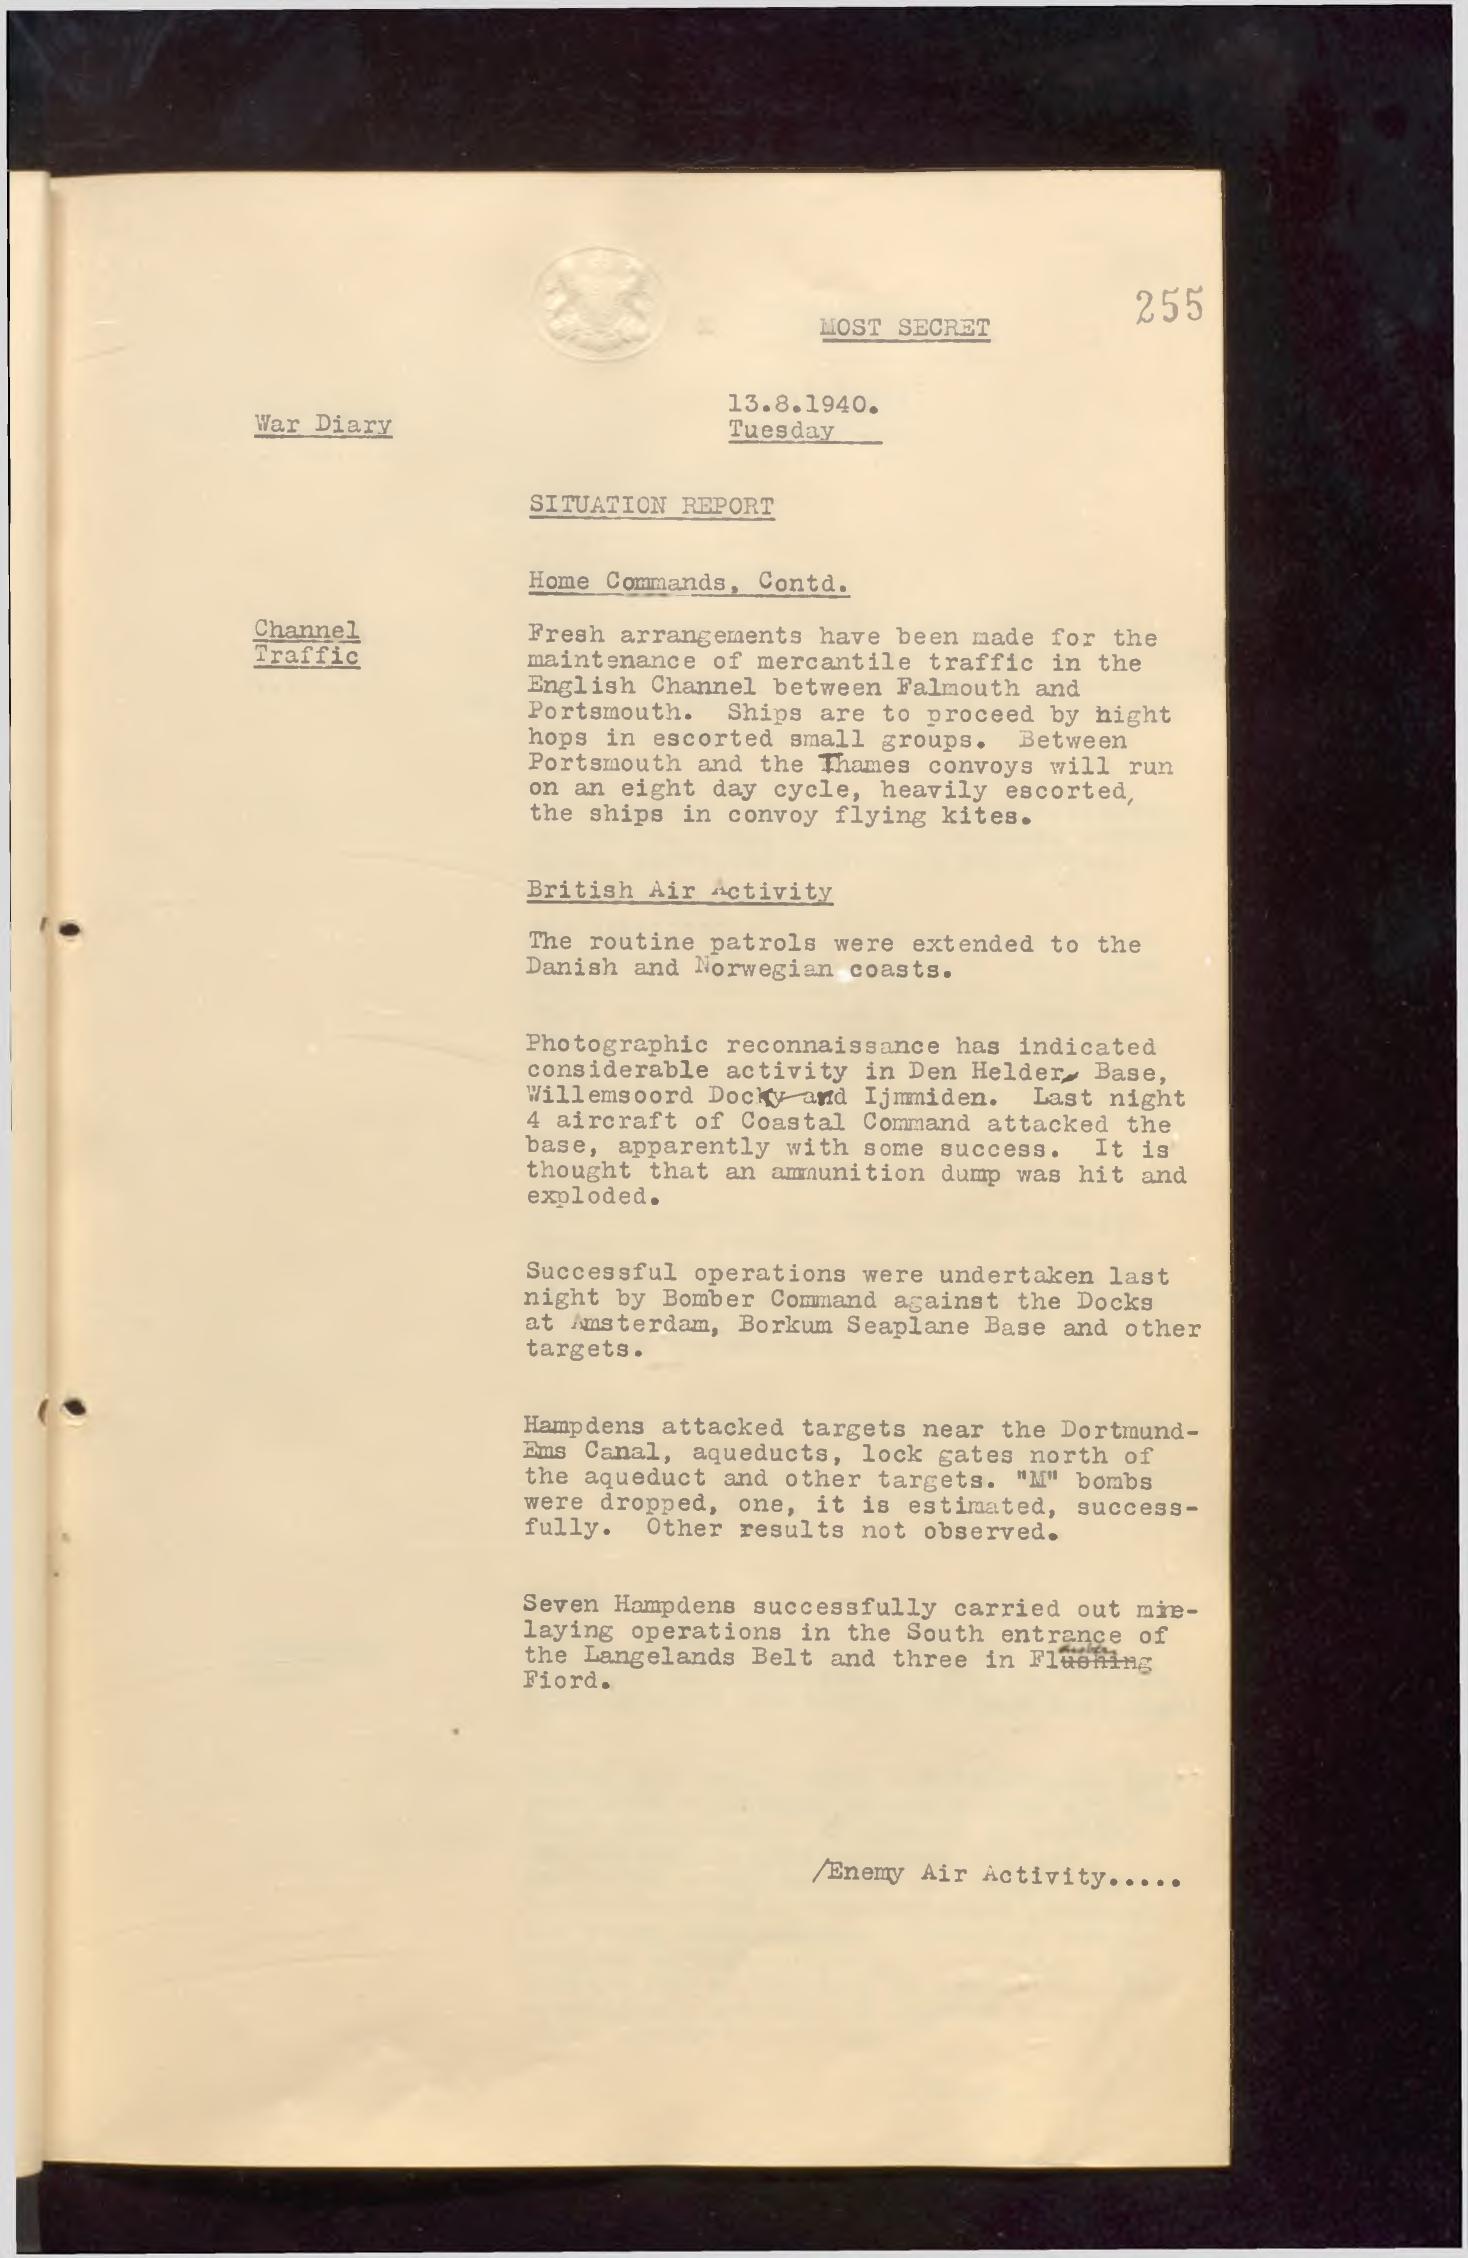 255
MOST SECRET
War Diary
13.8.1940.
Tuesday
SITUATION REPORT
Home Commands, Contd.
Channel
Traffic
Fresh arrangements have been made for the
maintenance of mercantile traffic in the
English Channel between Falmouth and
Portsmouth. Ships are to proceed by night
hops in escorted small groups. Between
Portsmouth and the Thames convoys will run
on an eight day cycle, heavily escorted,
the ships in convoy flying kites.
British Air Activity
The routine patrols were extended to the
Danish and Norwegian coasts.
Photographic reconnaissance has indicated
considerable activity in Den Helder Base,
Willemsoord Dock and Ijmmiden. Last night
4 aircraft of Coastal Command attacked the
base, apparently with some success. It is
thought that an ammunition dump was hit and
exploded.
Successful operations were undertaken last
night by Bomber Command against the Docks
at Amsterdam, Borkum Seaplane Base and other
targets.
Hampdens attacked targets near the Dortmund-
Ems Canal, aqueducts, lock gates north of
the aqueduct and other targets. "M" bombs
were dropped, one, it is estimated, success-
fully. Other results not observed.
Seven Hampdens successfully carried out mine-
laying operations in the South entrance of
the Langelands Belt and three in Flushing
Fiord.
/Enemy Air Activity.....